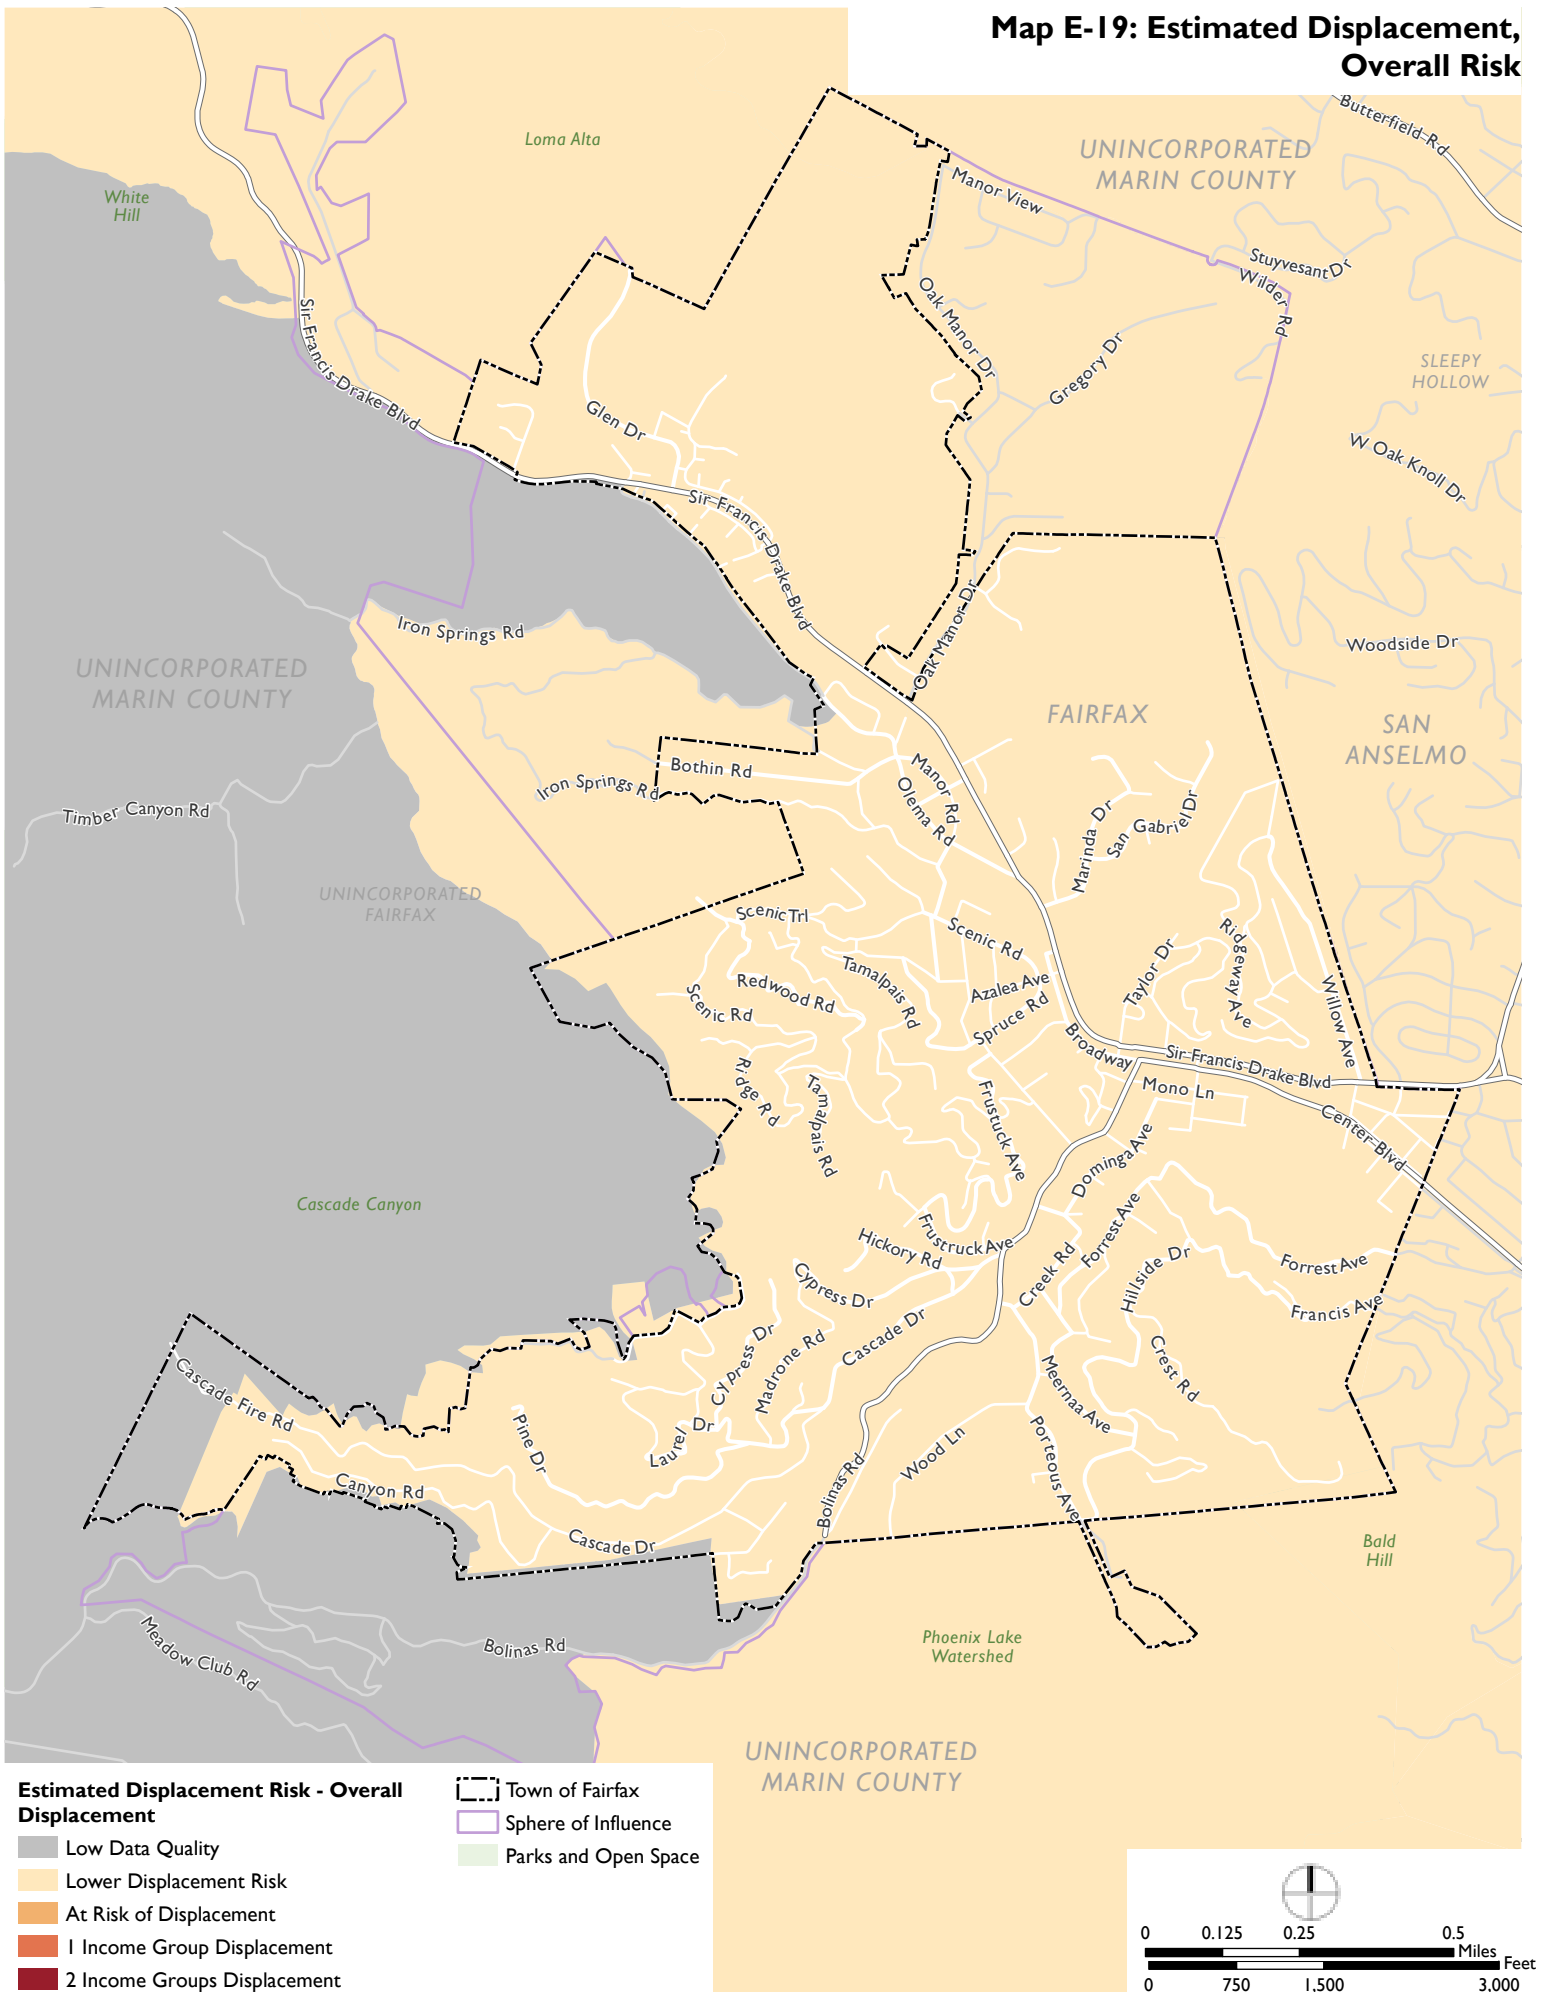 Map E-19: Estimated Displacement,
Overall Risk
Butterfield Rd
Loma Alta
UNINCORPORATED
MARIN COUNTY
White
Hill
Manor View
Stuyvesant Dr
Wilder Rd
Sir Francis Drake Blvd
Oak Manor Dr
Gregory Dr
SLEEPY
HOLLOW
Glen Dr
W Oak Knoll Dr
Sir Francis Drake Blvd
Iron Springs Rd
Oak Manor Dr
Woodside Dr
UNINCORPORATED
MARIN COUNTY
FAIRFAX
SAN
ANSELMO
Bothin Rd
Iron Springs Rd
Manor Rd
Olema Rd
Timber Canyon Rd
Marinda Dr
San Gabriel Dr
UNINCORPORATED
FAIRFAX
Scenic Trl
Scenic Rd
Ridgeway Ave
Taylor Dr
Tamalpais Rd
Redwood Rd
Azalea Ave
Scenic Rd
Spruce Rd
Willow Ave
Broadway
Sir Francis Drake Blvd
Ridge Rd
Tamalpais Rd
Mono Ln
Frustuck Ave
Center Blvd
Dominga Ave
Cascade Canyon
Forrest Ave
Frustruck Ave
Hickory Rd
Creek Rd
Hillside Dr
Forrest Ave
Cypress Dr
Francis Ave
Cascade Dr
Cypress Dr
Madrone Rd
Crest Rd
Cascade Fire Rd
Meernaa Ave
Pine Dr
Laurel Dr
Wood Ln
Porteous Ave
Canyon Rd
Bolinas Rd
Cascade Dr
Bald
Hill
Meadow Club Rd
Bolinas Rd
Phoenix Lake
Watershed
UNINCORPORATED
MARIN COUNTY
Estimated Displacement Risk - Overall
Displacement
Low Data Quality
Lower Displacement Risk
At Risk of Displacement
1 Income Group Displacement
2 Income Groups Displacement
Town of Fairfax
Sphere of Influence
Parks and Open Space
0 0.125 0.25 0.5
Miles
Feet
0 750 1,500 3,000